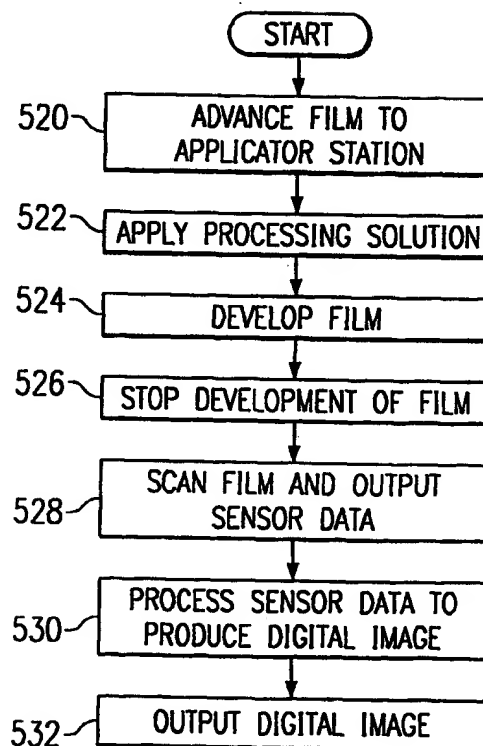 START
520
ADVANCE FILM TO
APPLICATOR STATION
522
APPLY PROCESSING SOLUTION
524
DEVELOP FILM
526
STOP DEVELOPMENT OF FILM
528
SCAN FILM AND OUTPUT
SENSOR DATA
530
PROCESS SENSOR DATA TO
PRODUCE DIGITAL IMAGE
532
OUTPUT DIGITAL IMAGE